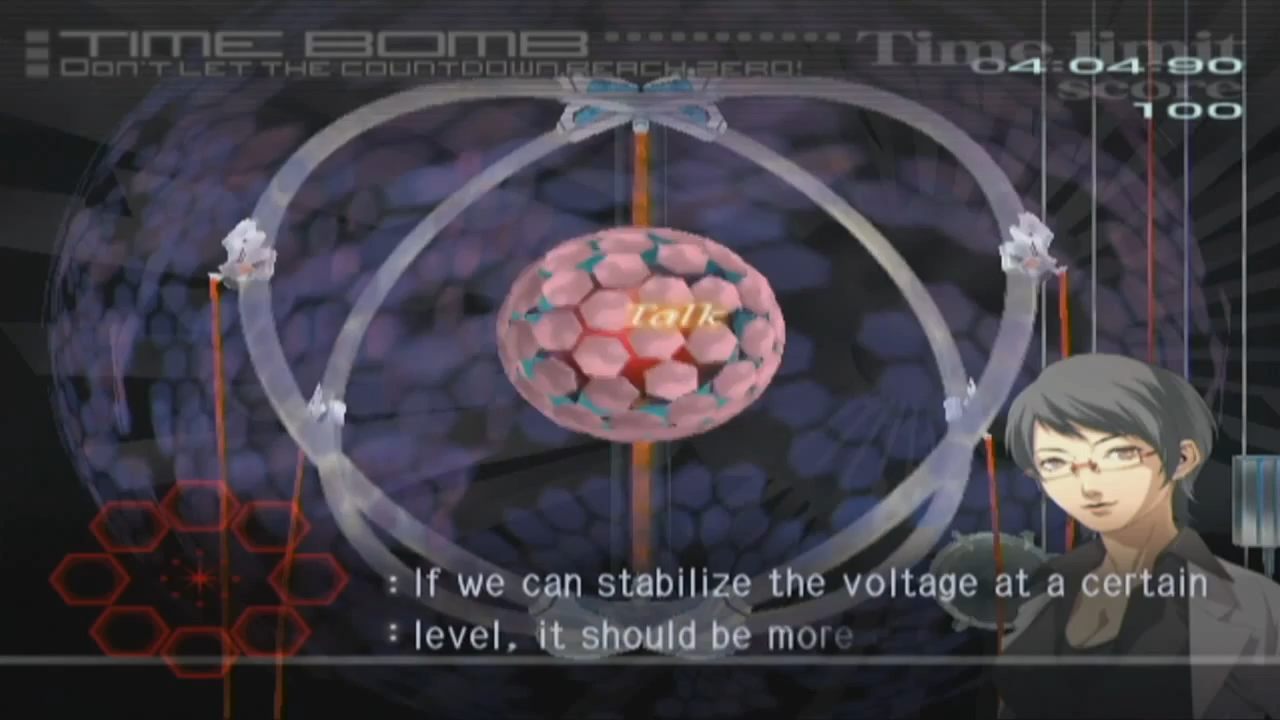 TIME BOMB
DON'T LET THE COUNTDOWN REACH ZERO!
Time limit
04:04:90
score
100
Talk
: If we can stabilize the voltage at a certain
: level, it should be more